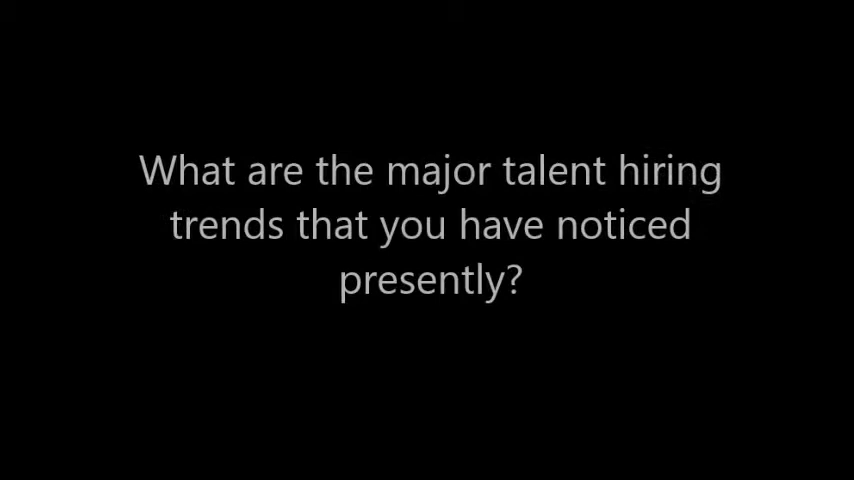 What are the major talent hiring
trends that you have noticed
presently?